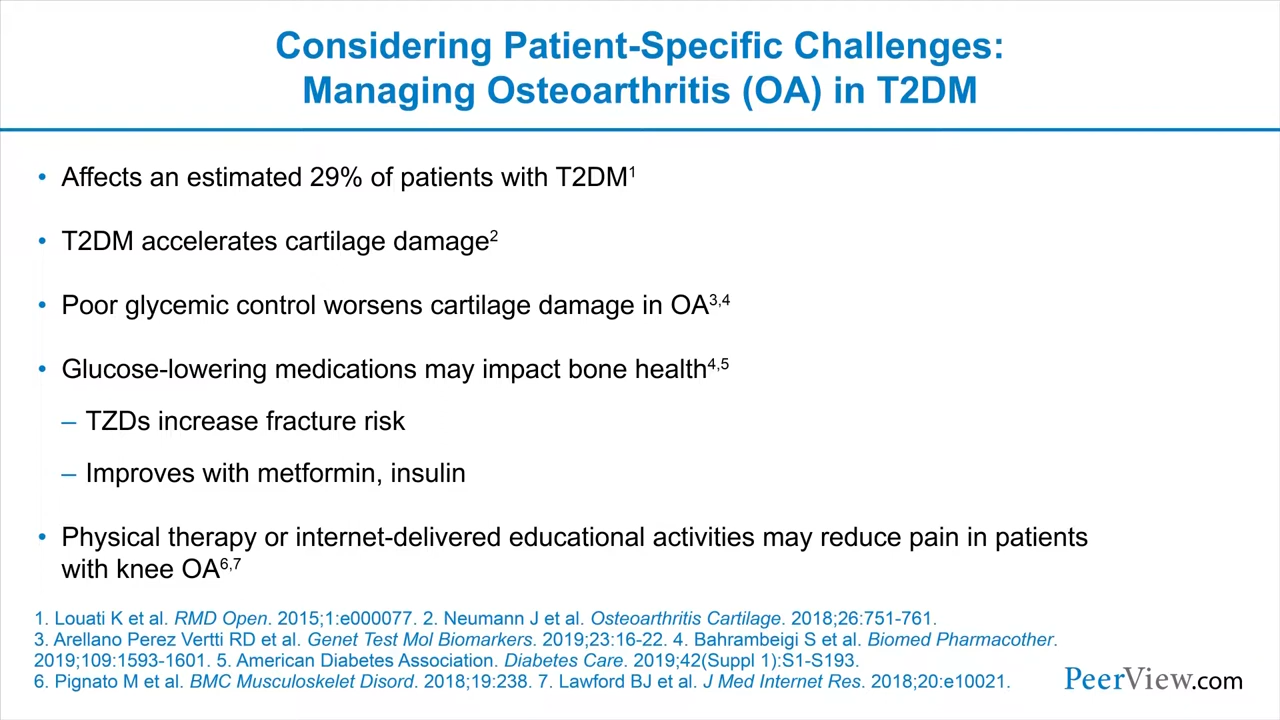 Considering Patient-Specific Challenges:
Managing Osteoarthritis (OA) in T2DM
• Affects an estimated 29% of patients with T2DM¹
• T2DM accelerates cartilage damage²
• Poor glycemic control worsens cartilage damage in OA³,⁴
• Glucose-lowering medications may impact bone health⁴,⁵
– TZDs increase fracture risk
– Improves with metformin, insulin
• Physical therapy or internet-delivered educational activities may reduce pain in patients
with knee OA⁶,⁷
1. Louati K et al. RMD Open. 2015;1:e000077. 2. Neumann J et al. Osteoarthritis Cartilage. 2018;26:751-761.
3. Arellano Perez Vertti RD et al. Genet Test Mol Biomarkers. 2019;23:16-22. 4. Bahrambeigi S et al. Biomed Pharmacother.
2019;109:1593-1601. 5. American Diabetes Association. Diabetes Care. 2019;42(Suppl 1):S1-S193.
6. Pignato M et al. BMC Musculoskelet Disord. 2018;19:238. 7. Lawford BJ et al. J Med Internet Res. 2018;20:e10021.
PeerView.com